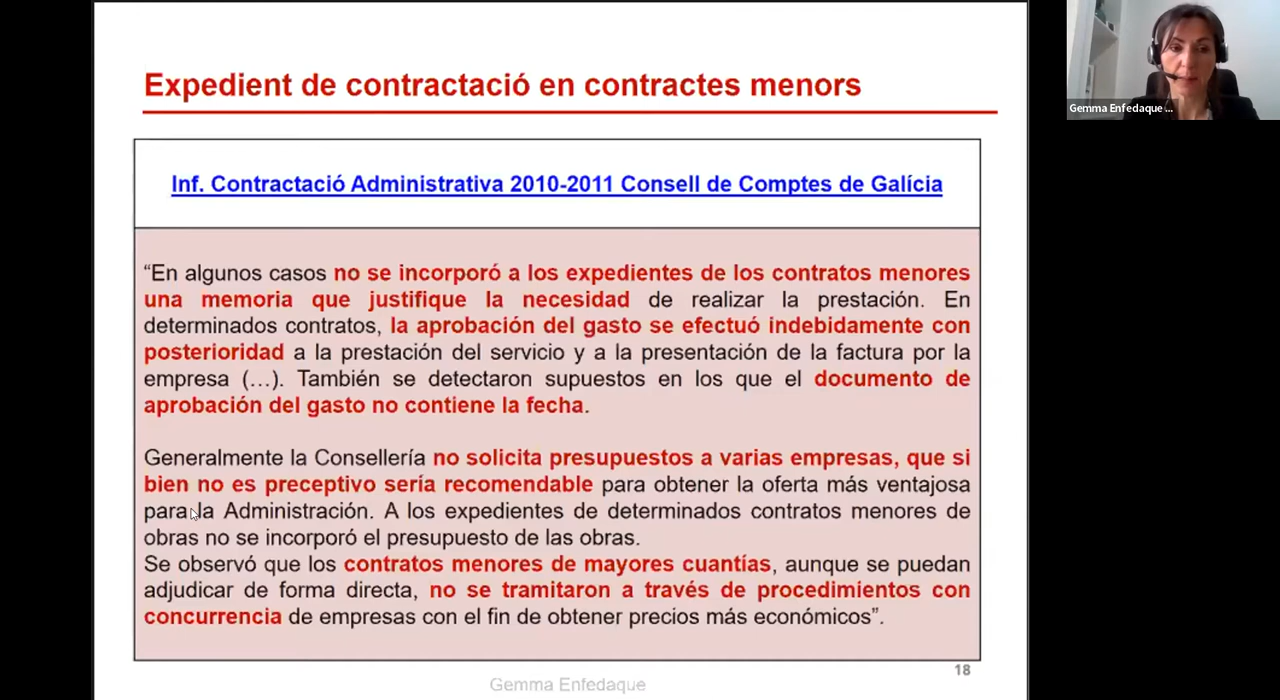 Expedient de contractació en contractes menors
Inf. Contractació Administrativa 2010-2011 Consell de Comptes de Galícia
“En algunos casos no se incorporó a los expedientes de los contratos menores
una memoria que justifique la necesidad de realizar la prestación. En
determinados contratos, la aprobación del gasto se efectuó indebidamente con
posterioridad a la prestación del servicio y a la presentación de la factura por la
empresa (…). También se detectaron supuestos en los que el documento de
aprobación del gasto no contiene la fecha.
Generalmente la Consellería no solicita presupuestos a varias empresas, que si
bien no es preceptivo sería recomendable para obtener la oferta más ventajosa
para la Administración. A los expedientes de determinados contratos menores de
obras no se incorporó el presupuesto de las obras.
Se observó que los contratos menores de mayores cuantías, aunque se puedan
adjudicar de forma directa, no se tramitaron a través de procedimientos con
concurrencia de empresas con el fin de obtener precios más económicos”.
18
Gemma Enfedaque
Gemma Enfedaque ...